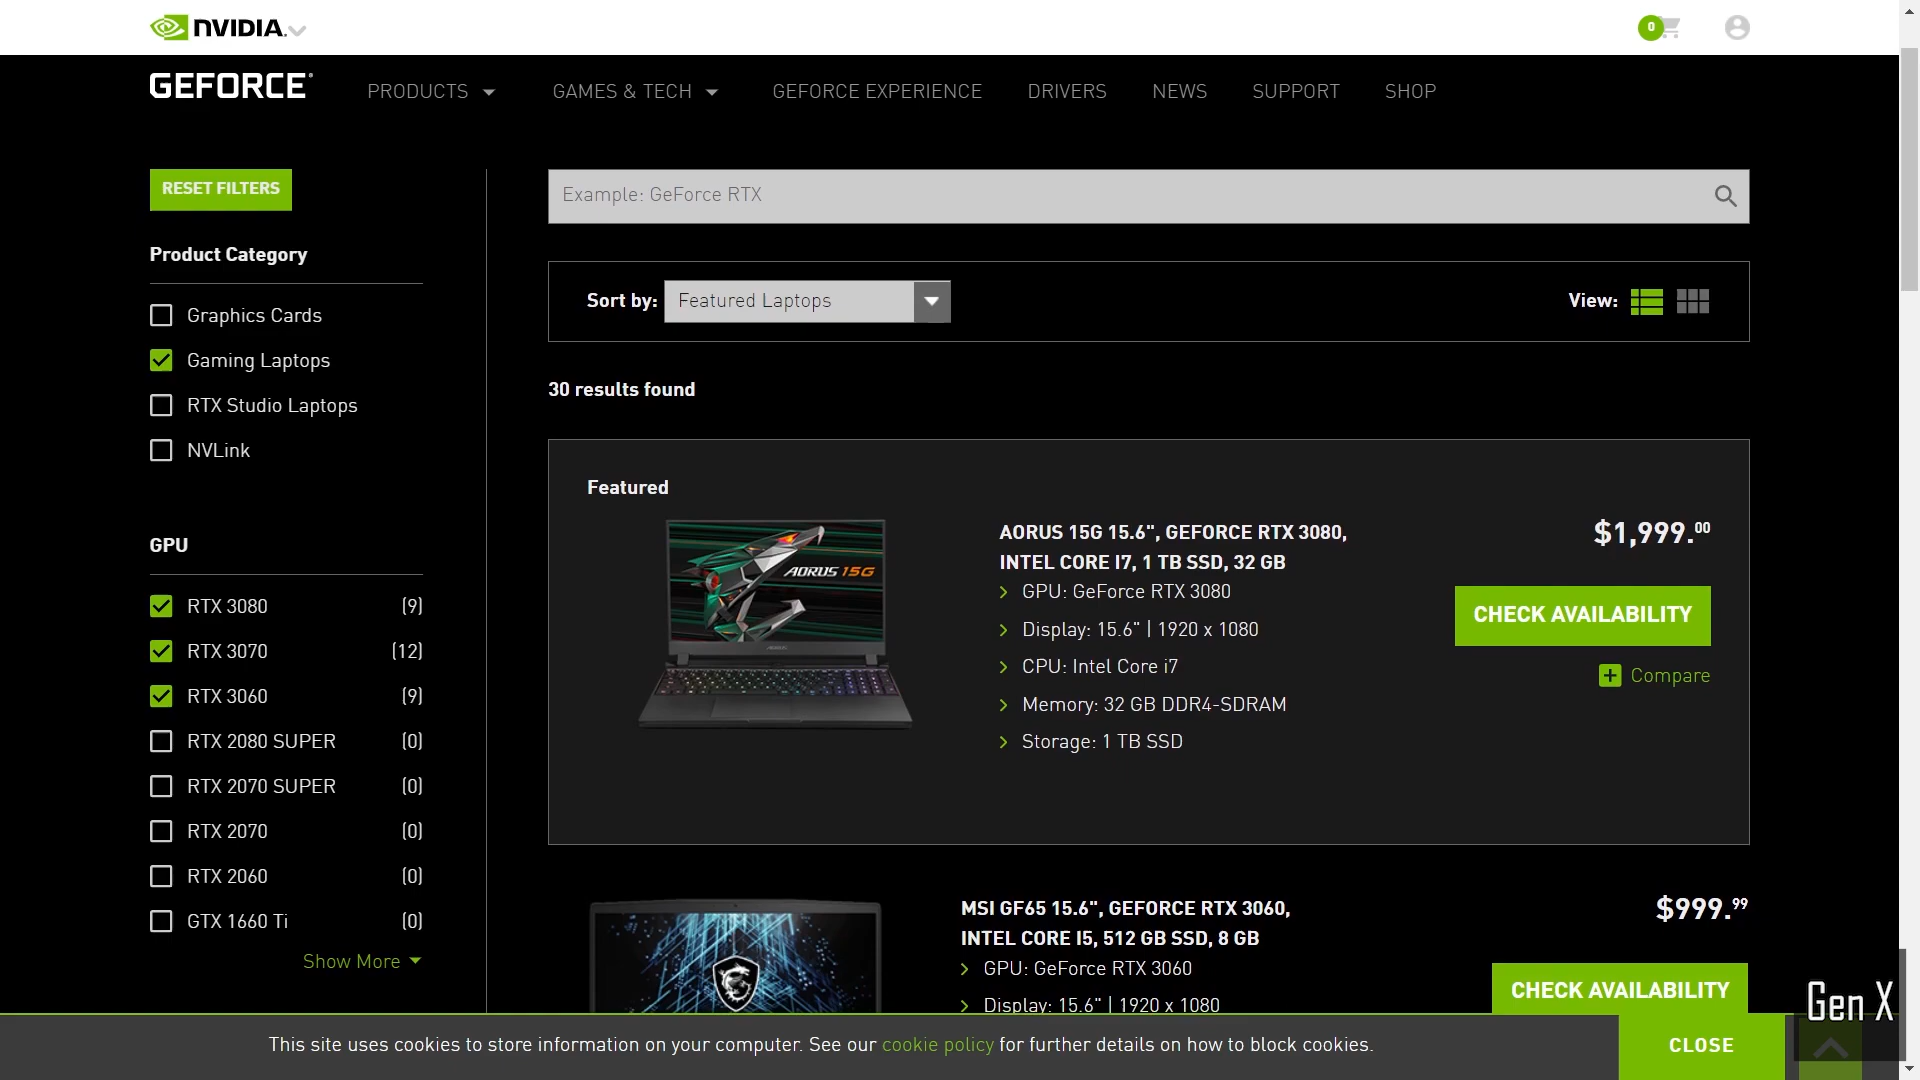 NVIDIA.
0
GEFORCE
PRODUCTS
GAMES & TECH
GEFORCE EXPERIENCE
DRIVERS
NEWS
SUPPORT
SHOP
RESET FILTERS
Product Category
Graphics Cards
Gaming Laptops
RTX Studio Laptops
NVLink
GPU
RTX 3080 (9)
RTX 3070 (12)
RTX 3060 (9)
RTX 2080 SUPER (0)
RTX 2070 SUPER (0)
RTX 2070 (0)
RTX 2060 (0)
GTX 1660 Ti (0)
Show More
Example: GeForce RTX
Sort by: Featured Laptops
View:
30 results found
Featured
AORUS 15G
AORUS 15G 15.6", GEFORCE RTX 3080,
INTEL CORE I7, 1 TB SSD, 32 GB
GPU: GeForce RTX 3080
Display: 15.6" | 1920 x 1080
CPU: Intel Core i7
Memory: 32 GB DDR4-SDRAM
Storage: 1 TB SSD
$1,999.00
CHECK AVAILABILITY
Compare
MSI GF65 15.6", GEFORCE RTX 3060,
INTEL CORE I5, 512 GB SSD, 8 GB
GPU: GeForce RTX 3060
Display: 15.6" | 1920 x 1080
$999.99
CHECK AVAILABILITY
Gen X
This site uses cookies to store information on your computer. See our cookie policy for further details on how to block cookies.
CLOSE